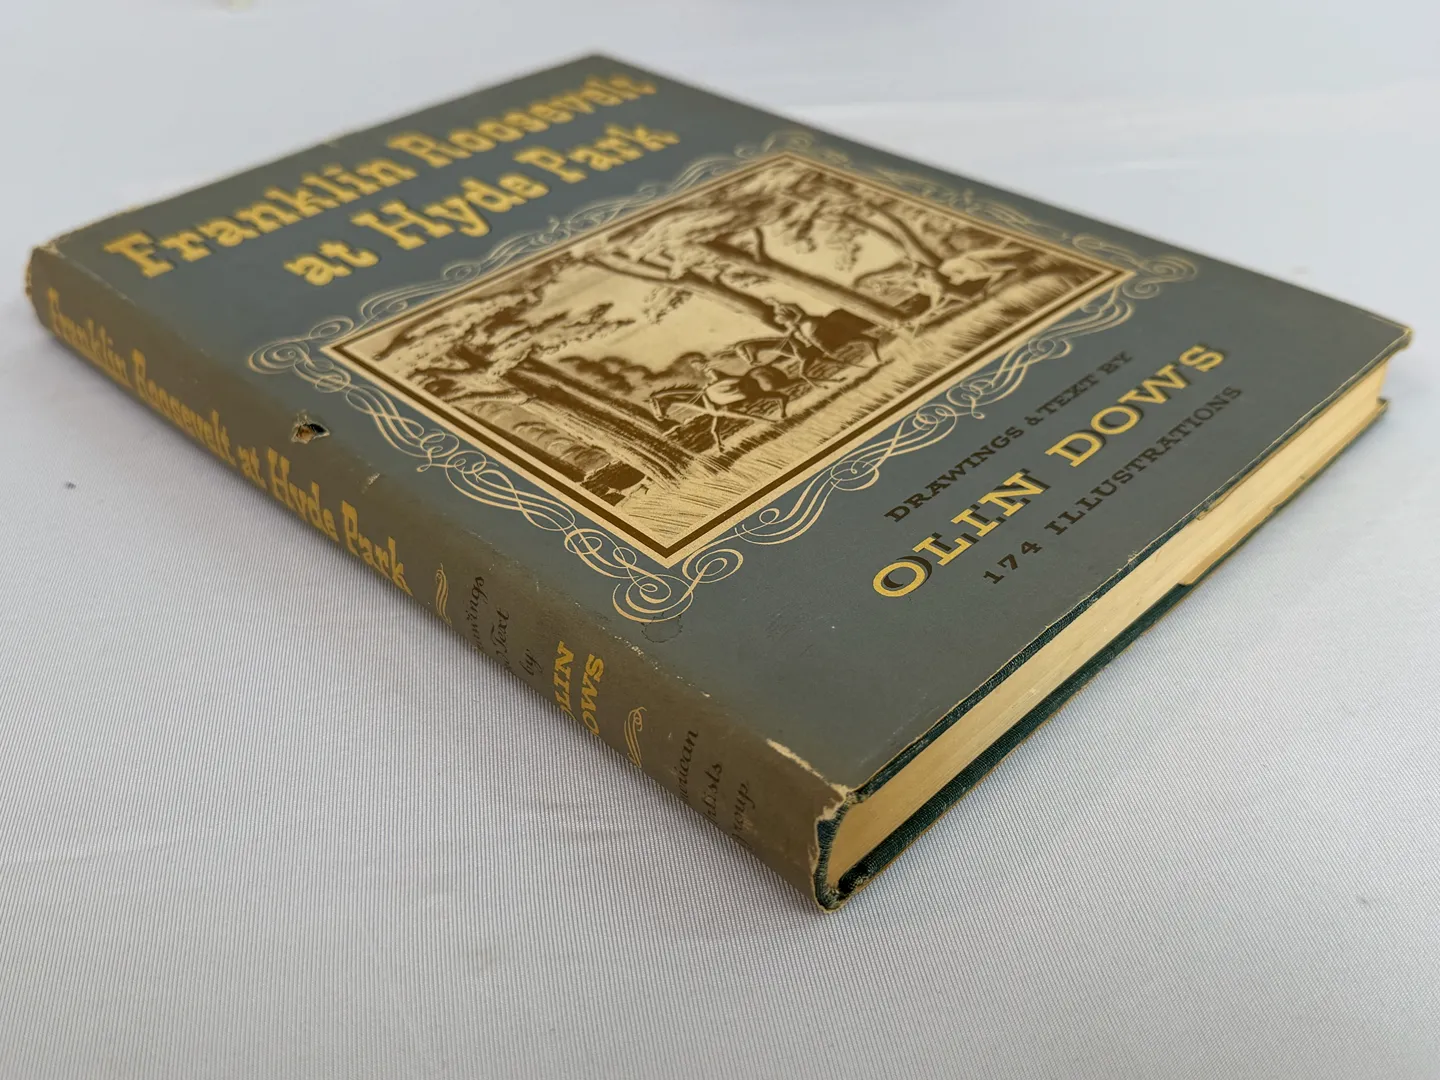 Franklin Roosevelt
at Hyde Park
DRAWINGS & TEXT BY
OLIN DOWS
174 ILLUSTRATIONS
Franklin Roosevelt at Hyde Park
Text
by
OLIN
DOWS